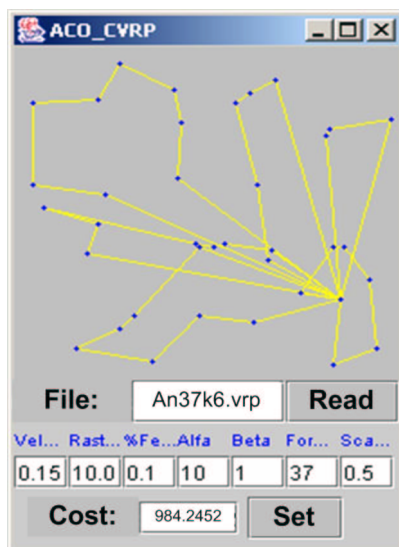 ACO_CVRP
File: An37k6.vrp Read
Vel... Rast... %Fe... Alfa Beta For... Sca...
0.15 10.0 0.1 10 1 37 0.5
Cost: 984.2452 Set